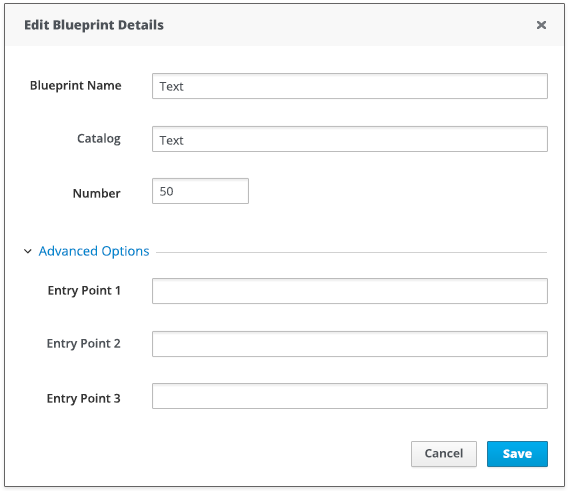 Edit Blueprint Details
Blueprint Name Text
Catalog Text
Number 50
Advanced Options
Entry Point 1
Entry Point 2
Entry Point 3
Cancel Save